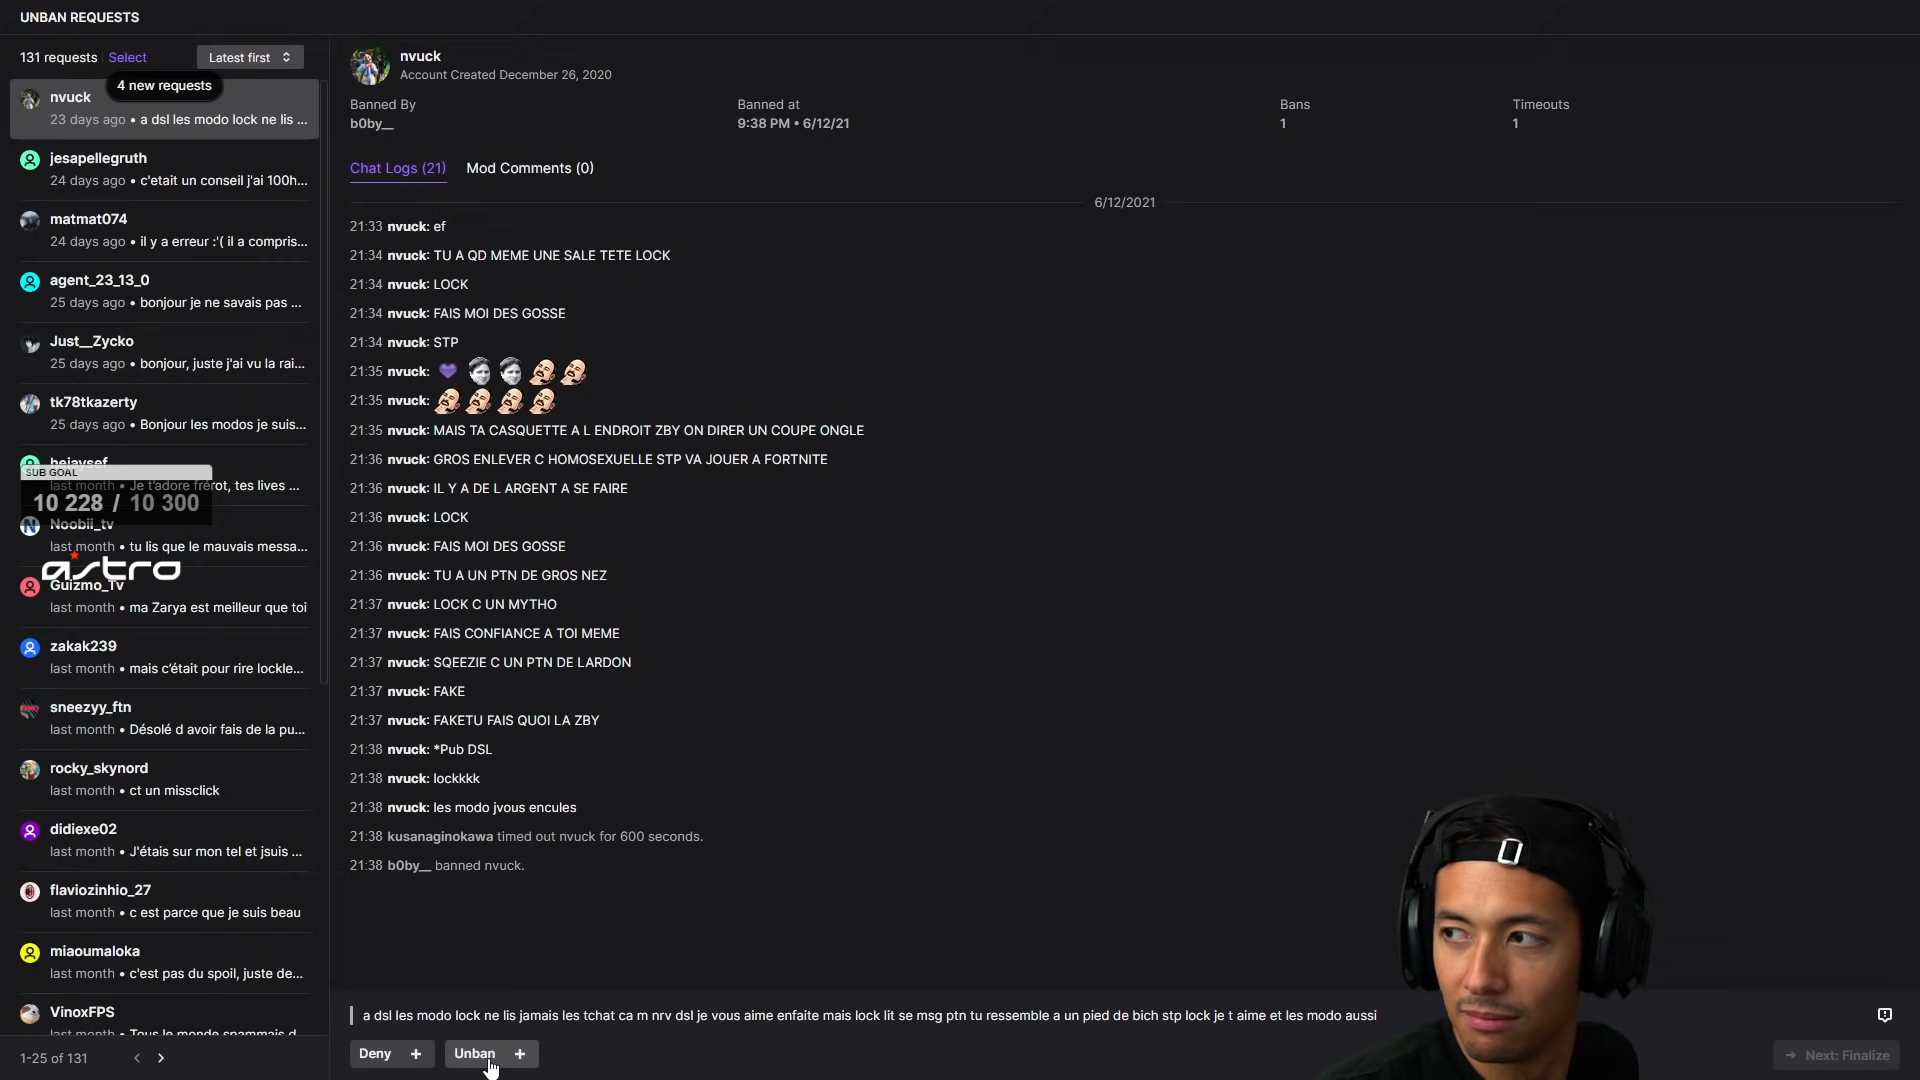 UNBAN REQUESTS
131 requests Select
Latest first
4 new requests
nvuck
23 days ago • a dsl les modo lock ne lis ...
jesapellegruth
24 days ago • c'etait un conseil j'ai 100h...
matmat074
24 days ago • il y a erreur :'( il a compris...
agent_23_13_0
25 days ago • bonjour je ne savais pas ...
Just__Zycko
25 days ago • bonjour, juste j'ai vu la rai...
tk78tkazerty
25 days ago • Bonjour les modos je suis...
SUB GOAL
last month • Je t'adore frérot, tes lives ...
10 228 / 10 300
Noobii_tv
last month • tu lis que le mauvais messa...
astro
Guizmo_Tv
last month • ma Zarya est meilleur que toi
zakak239
last month • mais c'était pour rire lockle...
sneezyy_ftn
last month • Désolé d avoir fais de la pu...
rocky_skynord
last month • ct un missclick
didiexe02
last month • J'étais sur mon tel et jsuis ...
flaviozinhio_27
last month • c est parce que je suis beau
miaoumaloka
last month • c'est pas du spoil, juste de...
VinoxFPS
last month • Tous le monde spammais d
1-25 of 131
nvuck
Account Created December 26, 2020
Banned By
b0by__
Banned at
9:38 PM • 6/12/21
Bans
1
Timeouts
1
Chat Logs (21) Mod Comments (0)
6/12/2021
21:33 nvuck: ef
21:34 nvuck: TU A QD MEME UNE SALE TETE LOCK
21:34 nvuck: LOCK
21:34 nvuck: FAIS MOI DES GOSSE
21:34 nvuck: STP
21:35 nvuck:
21:35 nvuck:
21:35 nvuck: MAIS TA CASQUETTE A L ENDROIT ZBY ON DIRER UN COUPE ONGLE
21:36 nvuck: GROS ENLEVER C HOMOSEXUELLE STP VA JOUER A FORTNITE
21:36 nvuck: IL Y A DE L ARGENT A SE FAIRE
21:36 nvuck: LOCK
21:36 nvuck: FAIS MOI DES GOSSE
21:36 nvuck: TU A UN PTN DE GROS NEZ
21:37 nvuck: LOCK C UN MYTHO
21:37 nvuck: FAIS CONFIANCE A TOI MEME
21:37 nvuck: SQEEZIE C UN PTN DE LARDON
21:37 nvuck: FAKE
21:37 nvuck: FAKETU FAIS QUOI LA ZBY
21:38 nvuck: *Pub DSL
21:38 nvuck: lockkkk
21:38 nvuck: les modo jvous encules
21:38 kusanaginokawa timed out nvuck for 600 seconds.
21:38 b0by__ banned nvuck.
a dsl les modo lock ne lis jamais les tchat ca m nrv dsl je vous aime enfaite mais lock lit se msg ptn tu ressemble a un pied de bich stp lock je t aime et les modo aussi
Deny +
Unban +
Next: Finalize